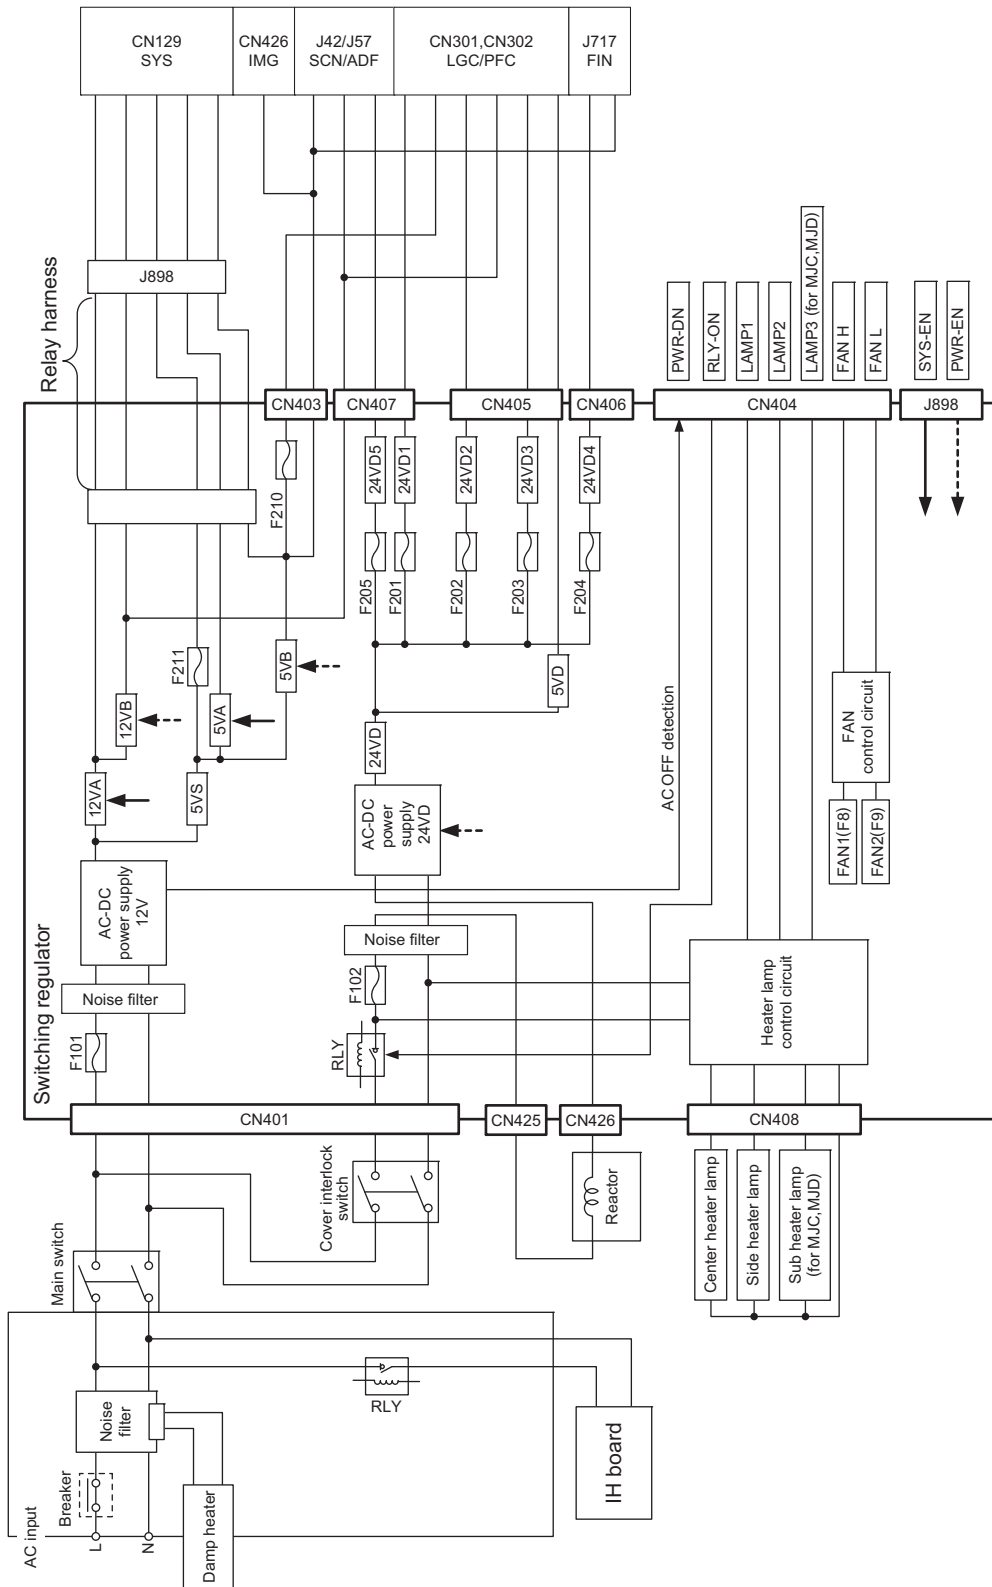 CN129
SYS
CN426
IMG
J42/J57
SCN/ADF
CN301,CN302
LGC/PFC
J717
FIN
Relay harness
J898
PWR-DN
RLY-ON
LAMP1
LAMP2
LAMP3 (for MJC,MJD)
FAN H
FAN L
SYS-EN
PWR-EN
CN403
CN407
CN405
CN406
CN404
J898
F210
24VD5
24VD1
24VD2
24VD3
24VD4
F205
F201
F202
F203
F204
F211
5VB
5VD
12VB
5VA
24VD
12VA
5VS
FAN
control circuit
AC OFF detection
AC-DC
power
supply
24VD
FAN1(F8)
FAN2(F9)
AC-DC
power supply
12V
Switching regulator
Noise filter
Noise filter
F102
F101
RLY
Heater lamp
control circuit
CN401
CN425
CN426
CN408
Cover interlock
switch
Reactor
Center heater lamp
Side heater lamp
Sub heater lamp
(for MJC,MJD)
Main switch
RLY
Noise
filter
IH board
Breaker
AC input
L
N
Damp heater